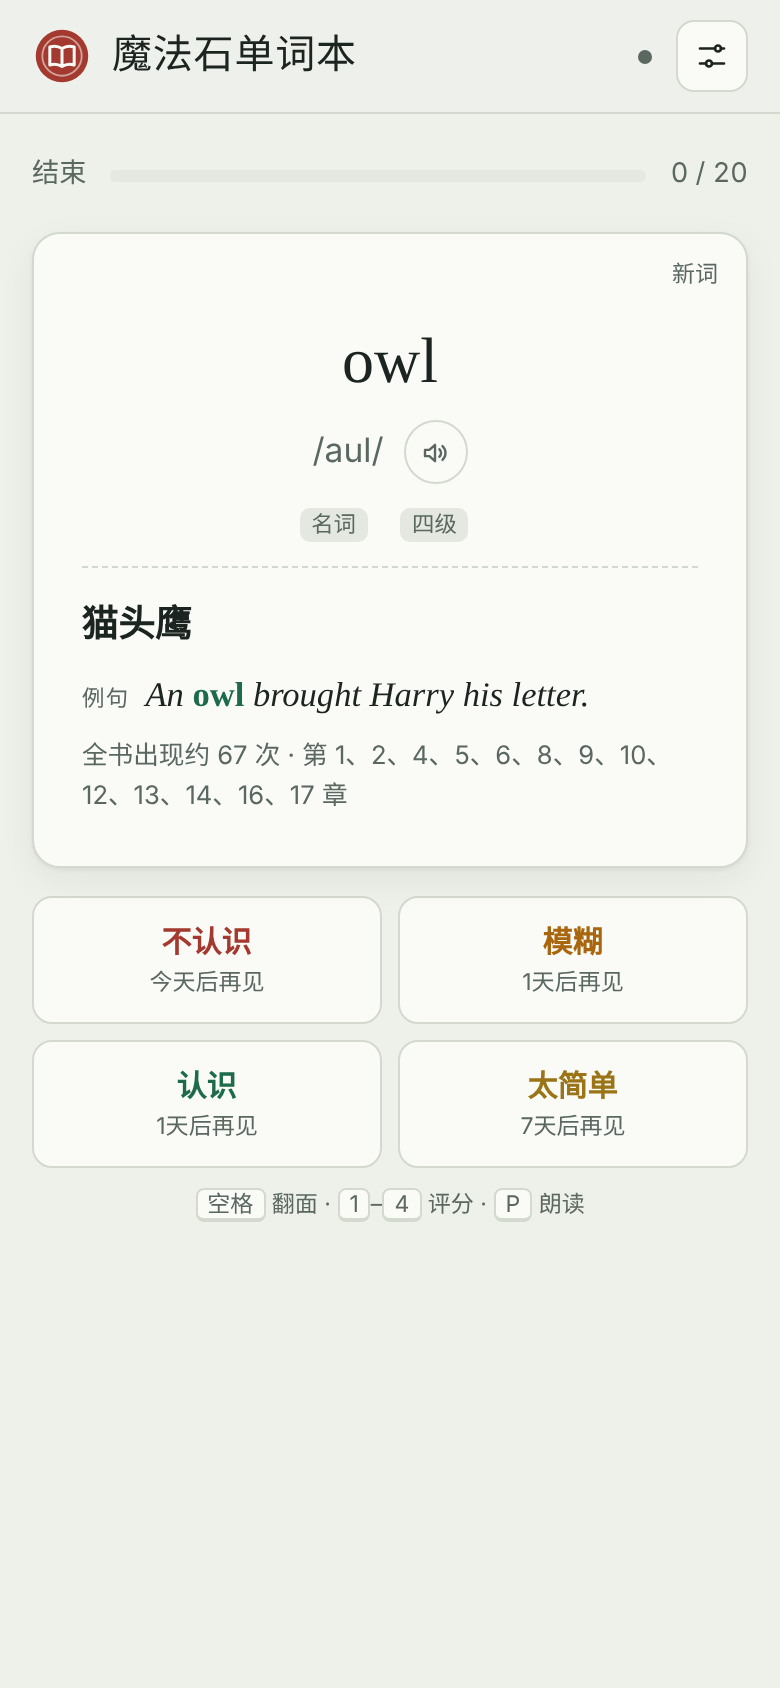 魔法石单词本
结束 0 / 20
新词
owl
/aul/
名词 四级
猫头鹰
例句 An owl brought Harry his letter.
全书出现约 67 次 · 第 1、2、4、5、6、8、9、10、
12、13、14、16、17 章
不认识 模糊
今天后再见 1天后再见
认识 太简单
1天后再见 7天后再见
空格 翻面 · 1–4 评分 · P 朗读